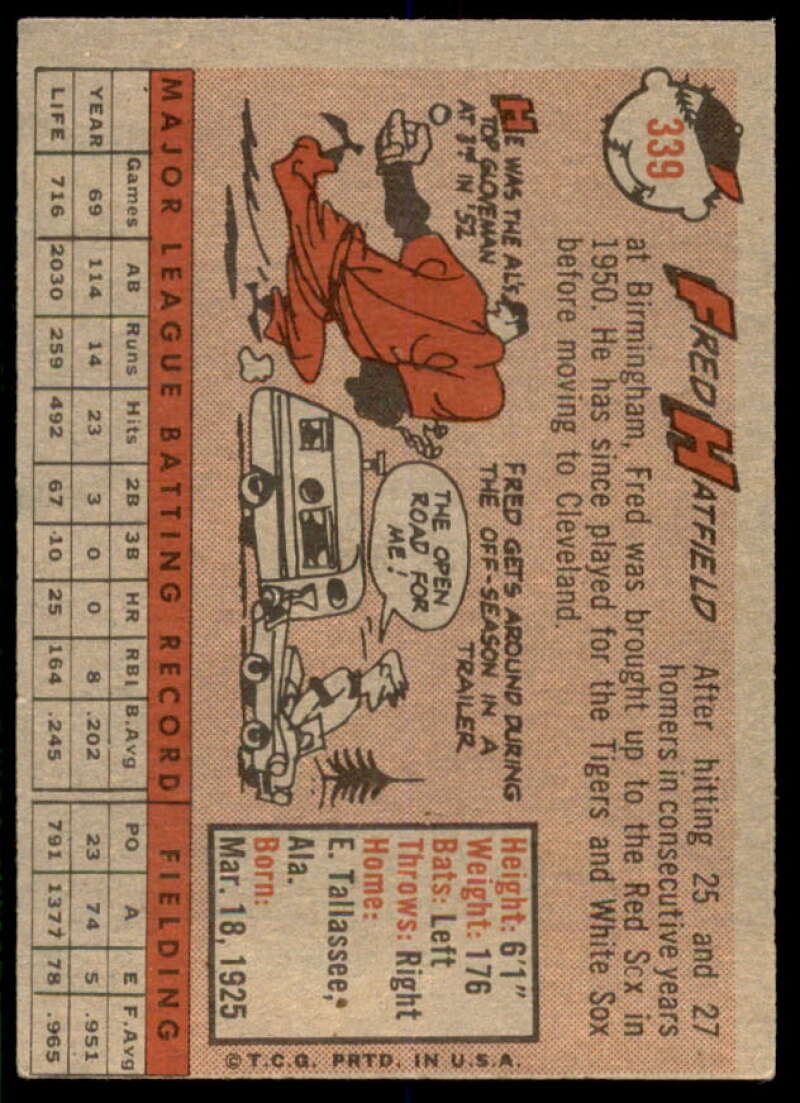 339
FRED HATFIELD
After hitting 25 and 27
homers in consecutive years
at Birmingham, Fred was brought up to the Red Sox in
1950. He has since played for the Tigers and White Sox
before moving to Cleveland.
HE WAS THE AL'S
TOP GLOVEMAN
AT 3RD IN '52
FRED GETS AROUND DURING
THE OFF-SEASON IN A
TRAILER
THE OPEN
ROAD FOR
ME!
Height: 6'1"
Weight: 176
Bats: Left
Throws: Right
Home:
E. Tallassee,
Ala.
Born:
Mar. 18, 1925
MAJOR LEAGUE BATTING RECORD FIELDING
Games AB Runs Hits 2B 3B HR RBI B.Avg PO A E F.Avg
YEAR 69 114 14 23 3 0 0 8 .202 23 74 5 .951
LIFE 716 2030 259 492 67 10 25 164 .245 791 1377 78 .965
© T.C.G. PRTD. IN U.S.A.